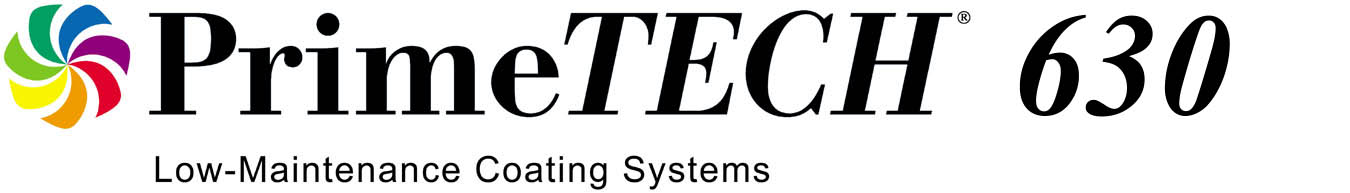 PrimeTECH® 630
Low-Maintenance Coating Systems